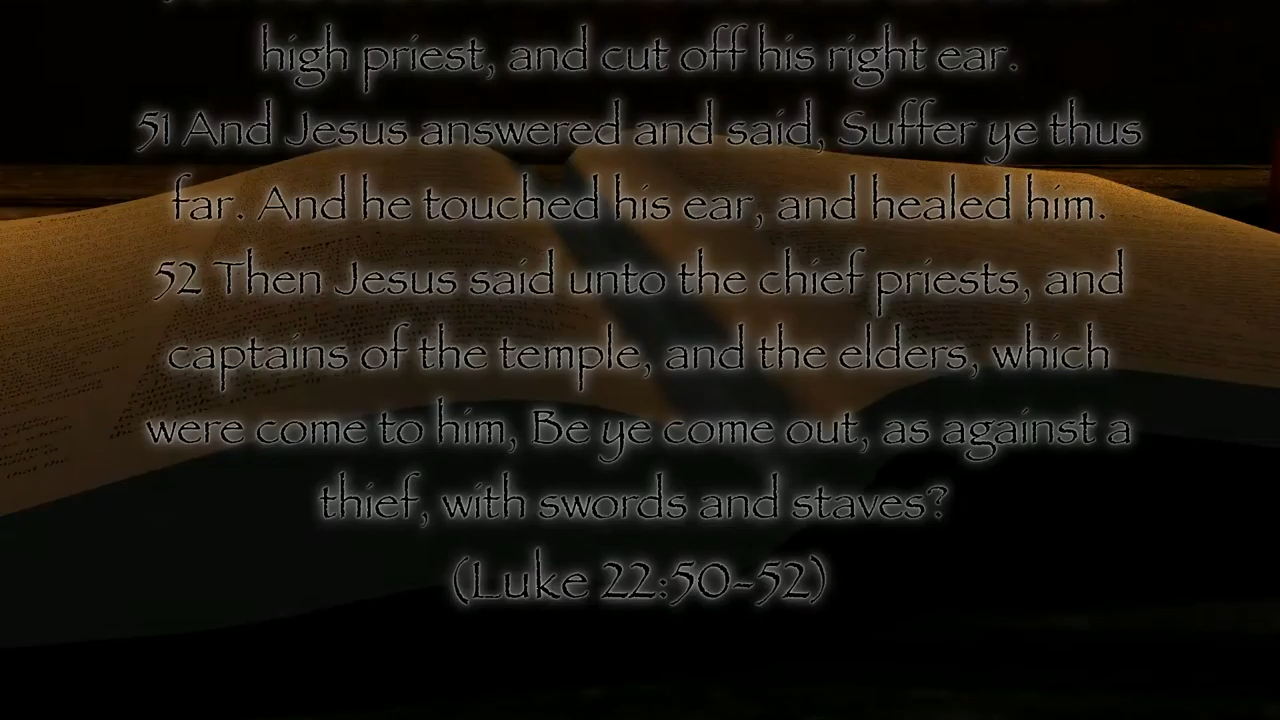 high priest, and cut off his right ear.
51 And Jesus answered and said, Suffer ye thus
far. And he touched his ear, and healed him.
52 Then Jesus said unto the chief priests, and
captains of the temple, and the elders, which
were come to him, Be ye come out, as against a
thief, with swords and staves?
(Luke 22:50-52)